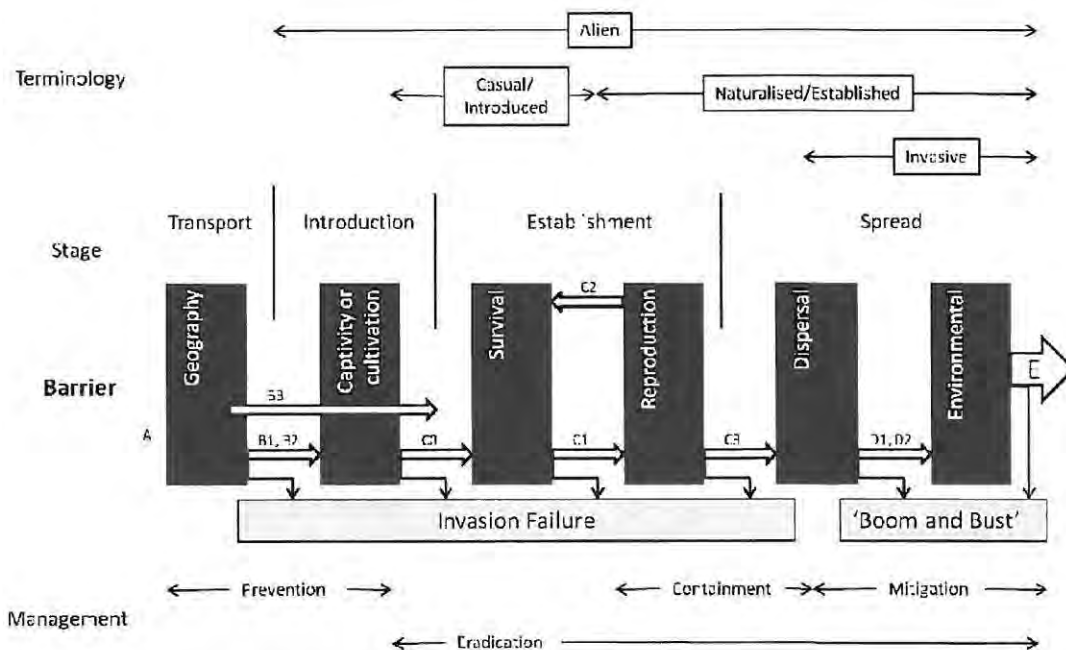 Alien
Terminology
Casual/
Introduced
Naturalised/Established
Invasive
Transport
Introduction
Establishment
Spread
Stage
Geography
Captivity or
cultivation
Survival
C2
Reproduction
Dispersal
Environmental
E
Barrier
B3
A
B1, B2
C0
C1
C3
D1, D2
Invasion Failure
'Boom and Bust'
Prevention
Containment
Mitigation
Management
Eradication